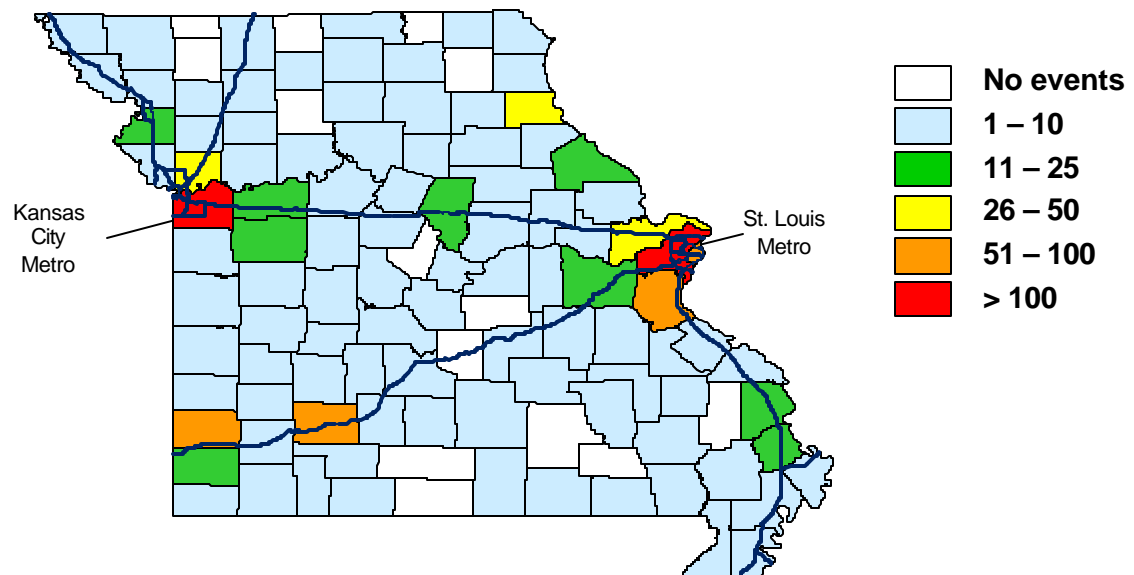 Kansas
City
Metro
St. Louis
Metro
No events
1 – 10
11 – 25
26 – 50
51 – 100
> 100